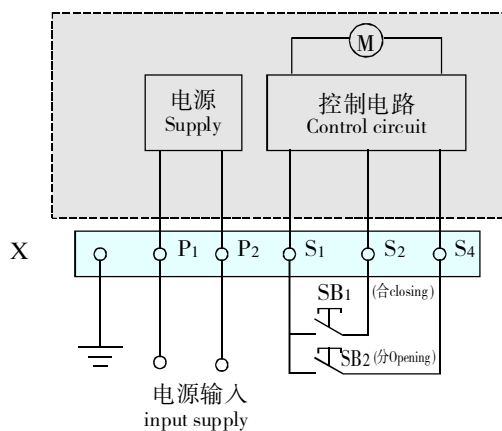 M
电源
Supply
控制电路
Control circuit
X
P1
P2
S1
S2
S4
SB1 (合closing)
SB2 (分Opening)
电源输入
input supply